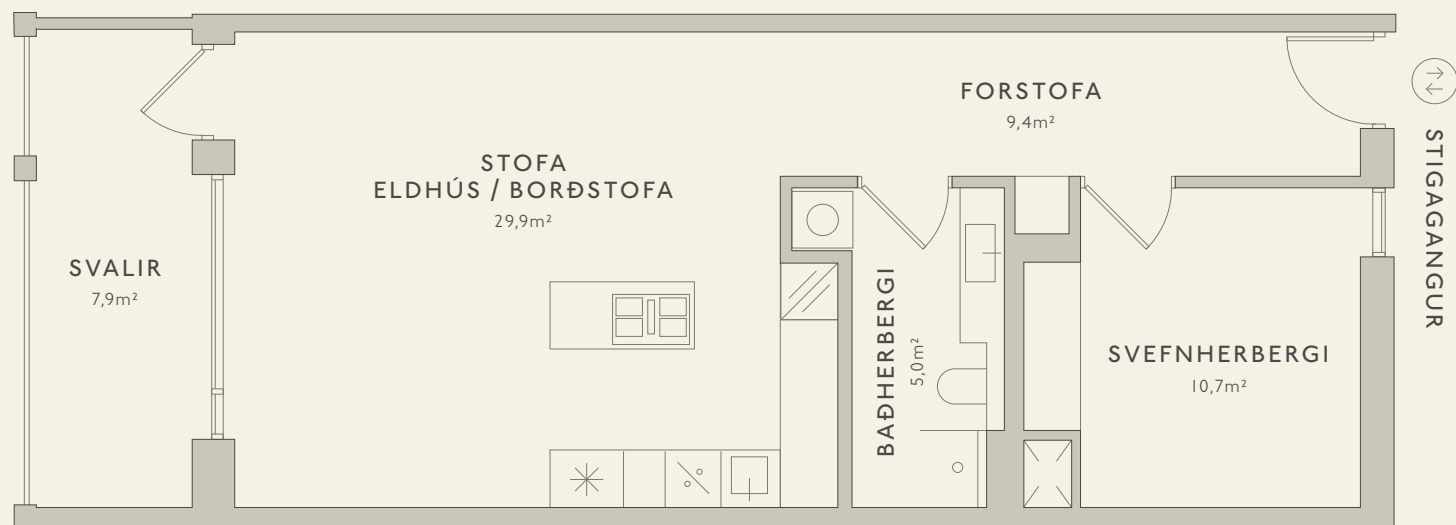 FORSTOFA
9,4m²
STOFA
ELDHÚS / BORÐSTOFA
29,9m²
SVALIR
7,9m²
BAÐHERBERGI
5,0m²
SVEFNHERBERGI
10,7m²
STIGAGANGUR